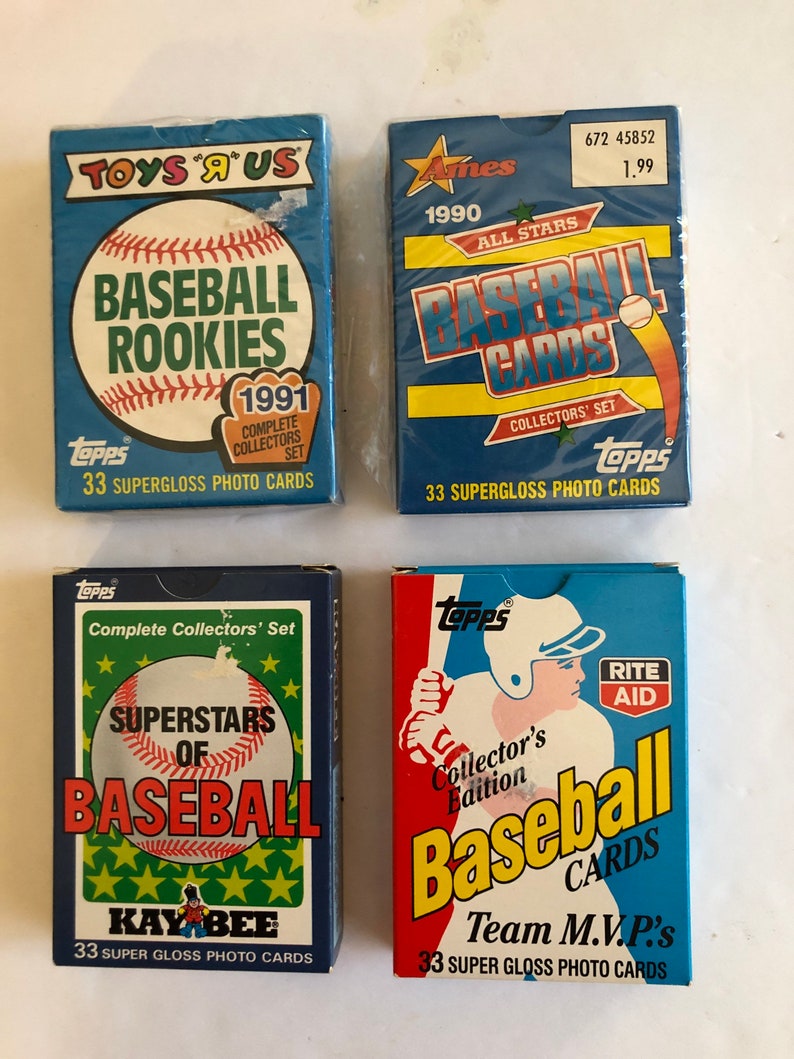 TOYS "R" US
BASEBALL
ROOKIES
1991
COMPLETE
COLLECTORS
SET
Topps®
33 SUPERGLOSS PHOTO CARDS
Ames
672 45852
1.99
1990
ALL STARS
BASEBALL
CARDS
COLLECTORS' SET
Topps®
33 SUPERGLOSS PHOTO CARDS
Topps®
Complete Collectors' Set
SUPERSTARS
OF
BASEBALL
KAY BEE®
33 SUPER GLOSS PHOTO CARDS
Topps®
RITE
AID
Collector's
Edition
Baseball
CARDS
Team M.V.P.'s
33 SUPER GLOSS PHOTO CARDS